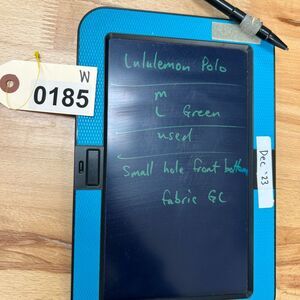 W
0185
Lululemon Polo
M
L Green
used
Small hole front bottom
fabric GC
Dec '23